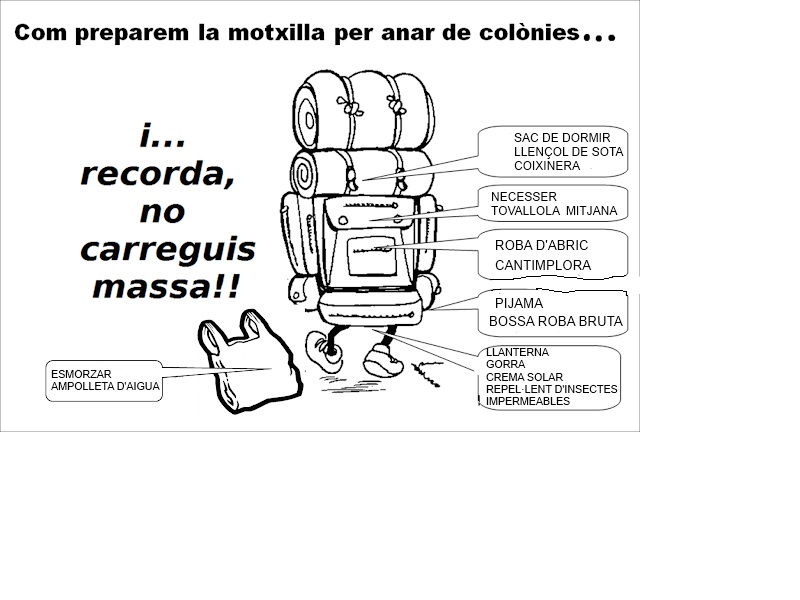 Com preparem la motxilla per anar de colònies...
i...
recorda,
no
carreguis
massa!!
SAC DE DORMIR
LLENÇOL DE SOTA
COIXINERA
NECESSER
TOVALLOLA MITJANA
ROBA D'ABRIC
CANTIMPLORA
PIJAMA
BOSSA ROBA BRUTA
LLANTERNA
GORRA
CREMA SOLAR
REPEL·LENT D'INSECTES
IMPERMEABLES
ESMORZAR
AMPOLLETA D'AIGUA